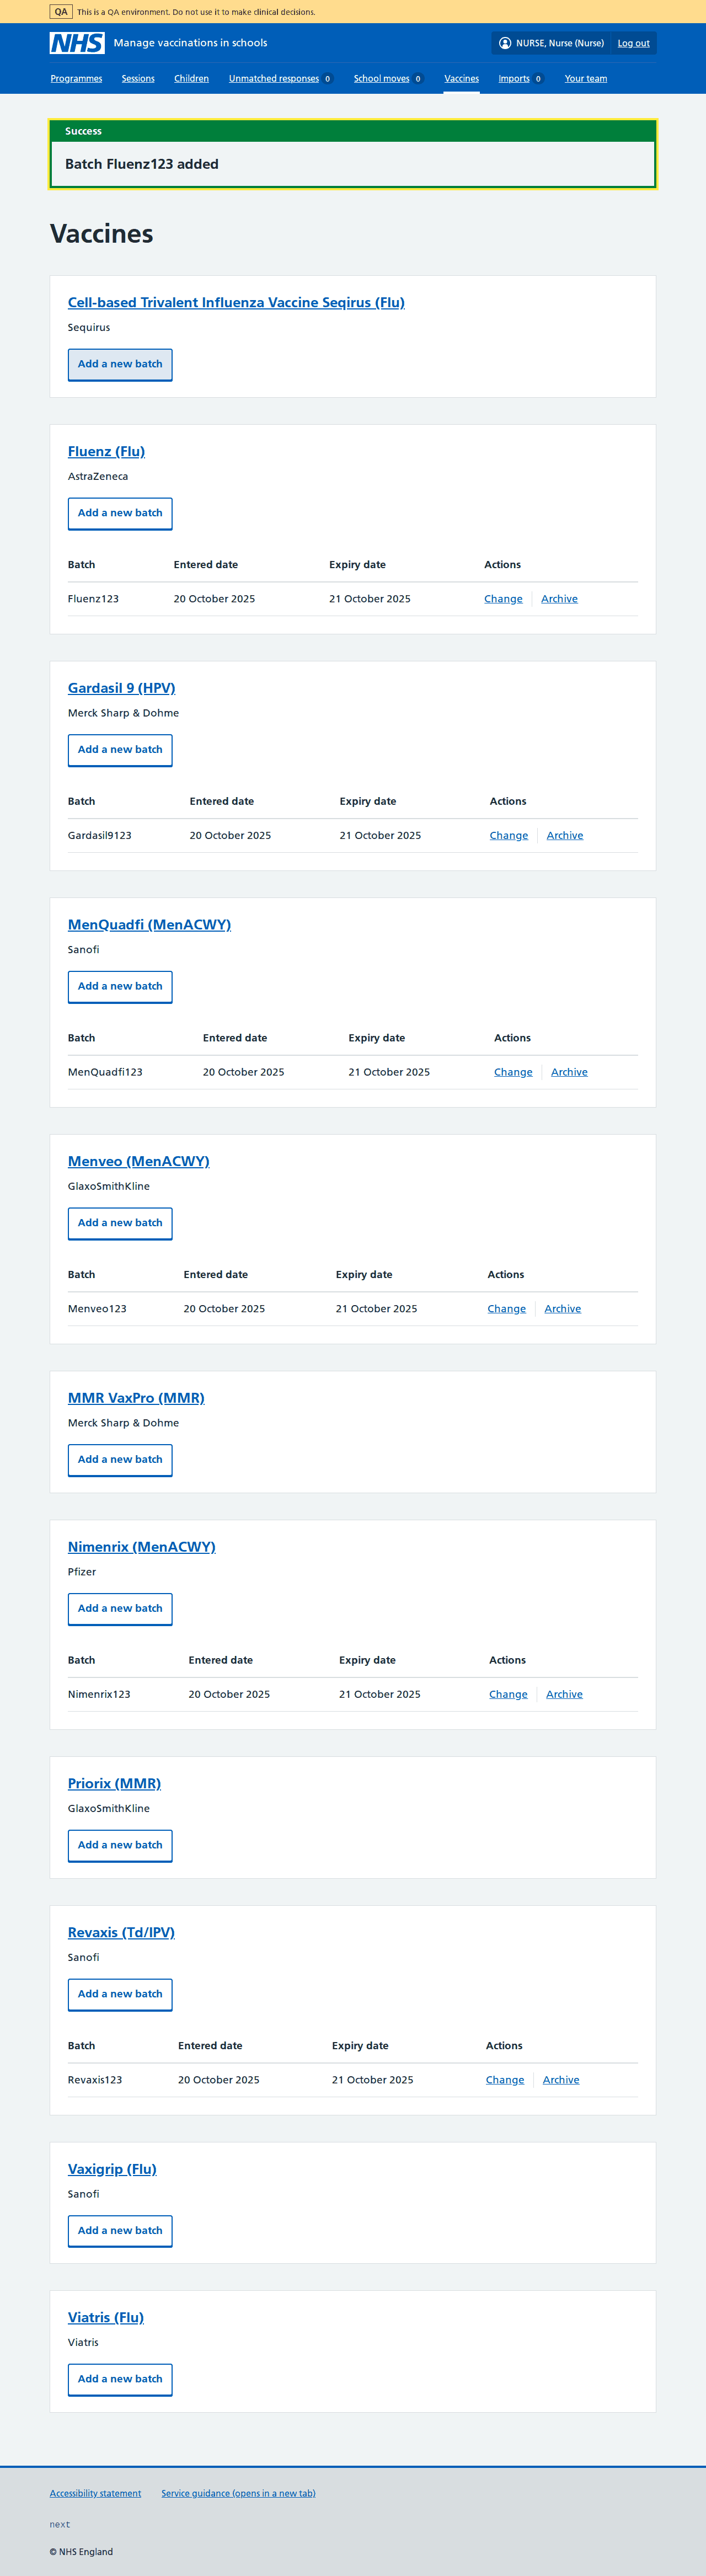 QA This is a QA environment. Do not use it to make clinical decisions.
NHS Manage vaccinations in schools NURSE, Nurse (Nurse) Log out
Programmes Sessions Children Unmatched responses 0 School moves 0 Vaccines Imports 0 Your team
Success
Batch Fluenz123 added
Vaccines
Cell-based Trivalent Influenza Vaccine Seqirus (Flu)
Sequirus
Add a new batch
Fluenz (Flu)
AstraZeneca
Add a new batch
Batch Entered date Expiry date Actions
Fluenz123 20 October 2025 21 October 2025 Change Archive
Gardasil 9 (HPV)
Merck Sharp & Dohme
Add a new batch
Batch Entered date Expiry date Actions
Gardasil9123 20 October 2025 21 October 2025 Change Archive
MenQuadfi (MenACWY)
Sanofi
Add a new batch
Batch Entered date Expiry date Actions
MenQuadfi123 20 October 2025 21 October 2025 Change Archive
Menveo (MenACWY)
GlaxoSmithKline
Add a new batch
Batch Entered date Expiry date Actions
Menveo123 20 October 2025 21 October 2025 Change Archive
MMR VaxPro (MMR)
Merck Sharp & Dohme
Add a new batch
Nimenrix (MenACWY)
Pfizer
Add a new batch
Batch Entered date Expiry date Actions
Nimenrix123 20 October 2025 21 October 2025 Change Archive
Priorix (MMR)
GlaxoSmithKline
Add a new batch
Revaxis (Td/IPV)
Sanofi
Add a new batch
Batch Entered date Expiry date Actions
Revaxis123 20 October 2025 21 October 2025 Change Archive
Vaxigrip (Flu)
Sanofi
Add a new batch
Viatris (Flu)
Viatris
Add a new batch
Accessibility statement Service guidance (opens in a new tab)
next
© NHS England